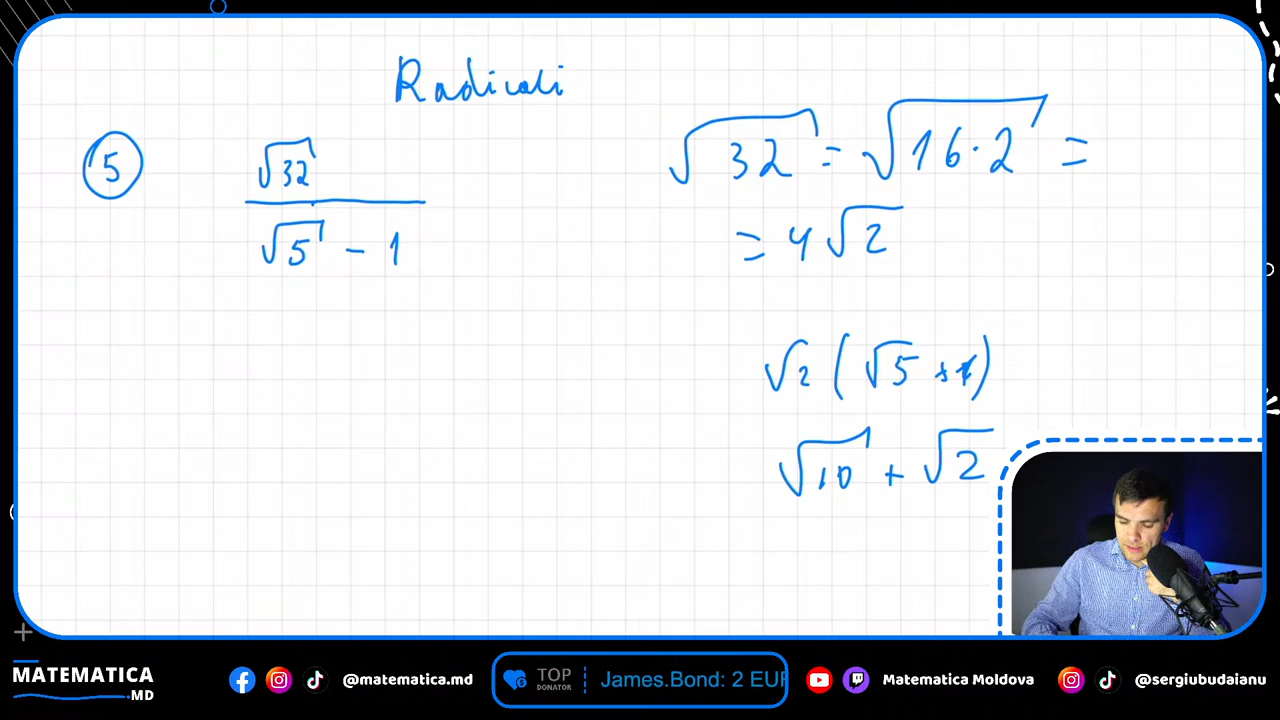 Radicali
5
√32
√5 - 1
√32 = √16·2 =
= 4√2
√2 (√5 + 1)
√10 + √2
MATEMATICA
.MD
@matematica.md
TOP
DONATOR
James.Bond: 2 EUR
Matematica Moldova
@sergiubudaianu